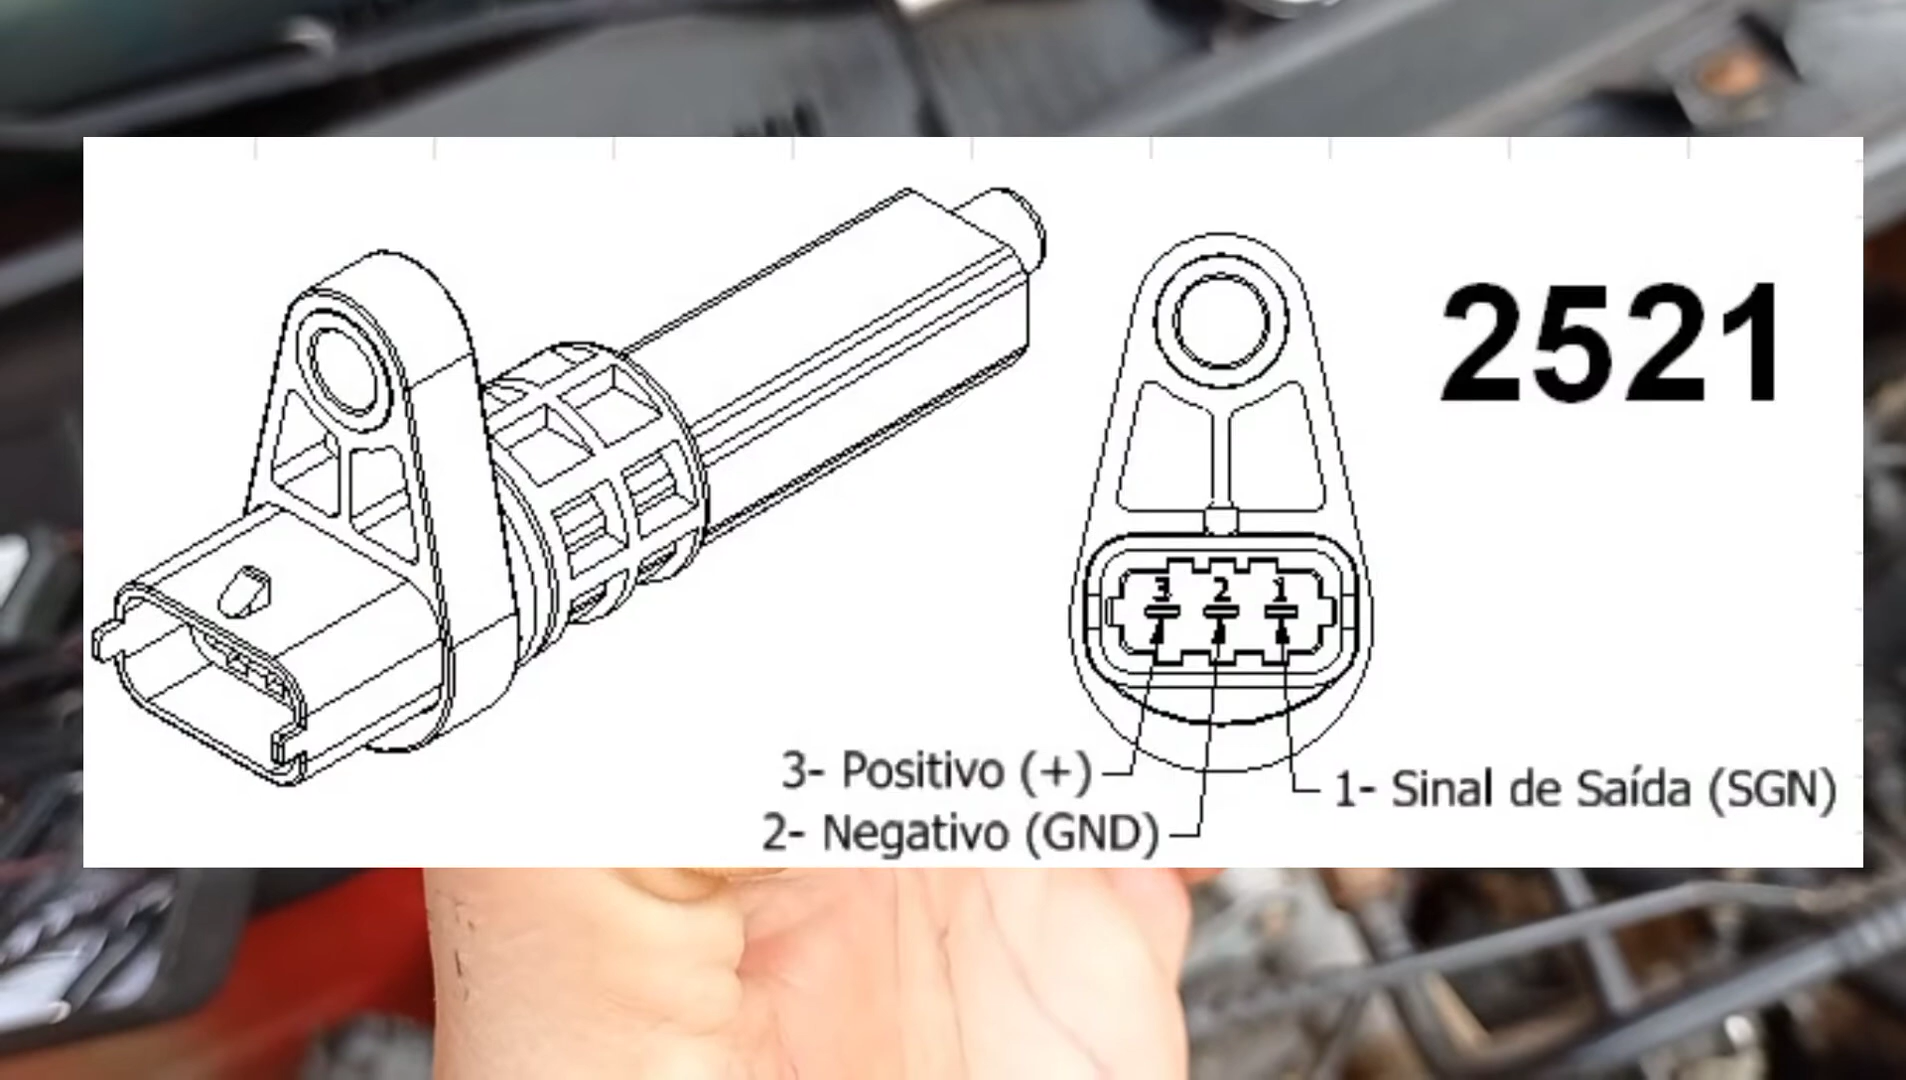 2521
3 2 1
3- Positivo (+)
1- Sinal de Saída (SGN)
2- Negativo (GND)